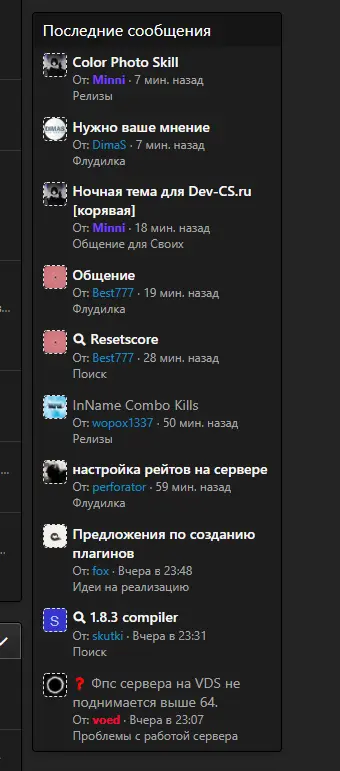 Последние сообщения
Color Photo Skill
От: Minni · 7 мин. назад
Релизы
DIMAS
Нужно ваше мнение
От: DimaS · 7 мин. назад
Флудилка
Ночная тема для Dev-CS.ru
[корявая]
От: Minni · 18 мин. назад
Общение для Своих
Общение
От: Best777 · 19 мин. назад
Флудилка
Resetscore
От: Best777 · 28 мин. назад
Поиск
InName Combo Kills
От: wopox1337 · 50 мин. назад
Релизы
настройка рейтов на сервере
От: perforator · 59 мин. назад
Флудилка
Предложения по созданию
плагинов
От: fox · Вчера в 23:48
Идеи на реализацию
S
1.8.3 compiler
От: skutki · Вчера в 23:31
Поиск
? Фпс сервера на VDS не
поднимается выше 64.
От: voed · Вчера в 23:07
Проблемы с работой сервера